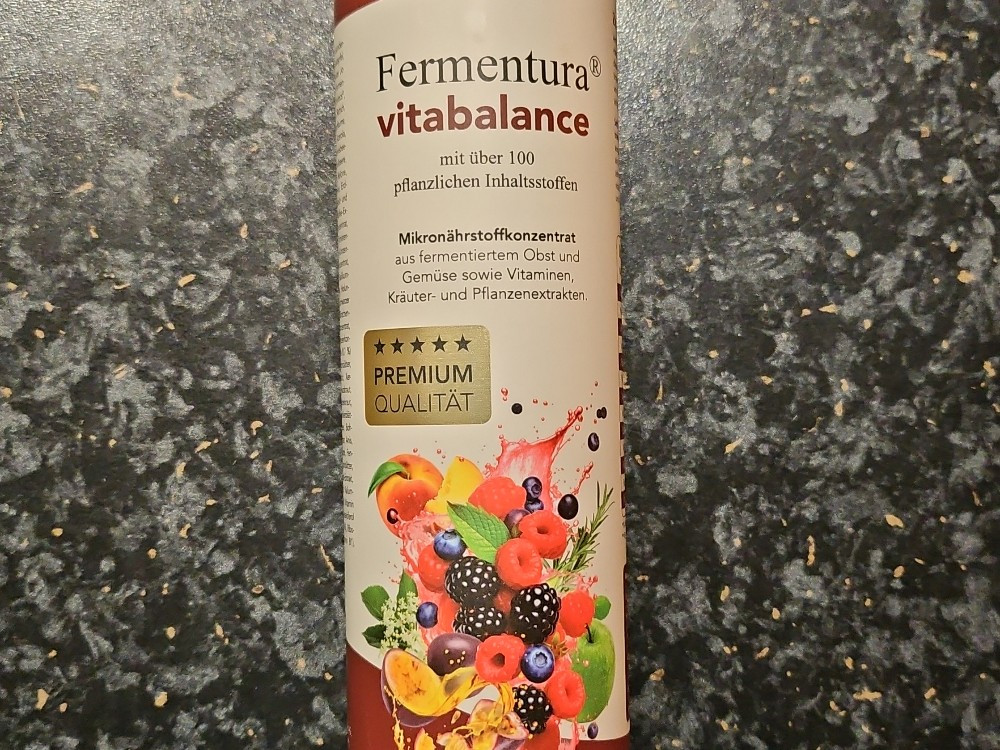 Fermentura®
vitabalance
mit über 100
pflanzlichen Inhaltsstoffen
Mikronährstoffkonzentrat
aus fermentiertem Obst und
Gemüse sowie Vitaminen,
Kräuter- und Pflanzenextrakten.
★★★★★
PREMIUM
QUALITÄT